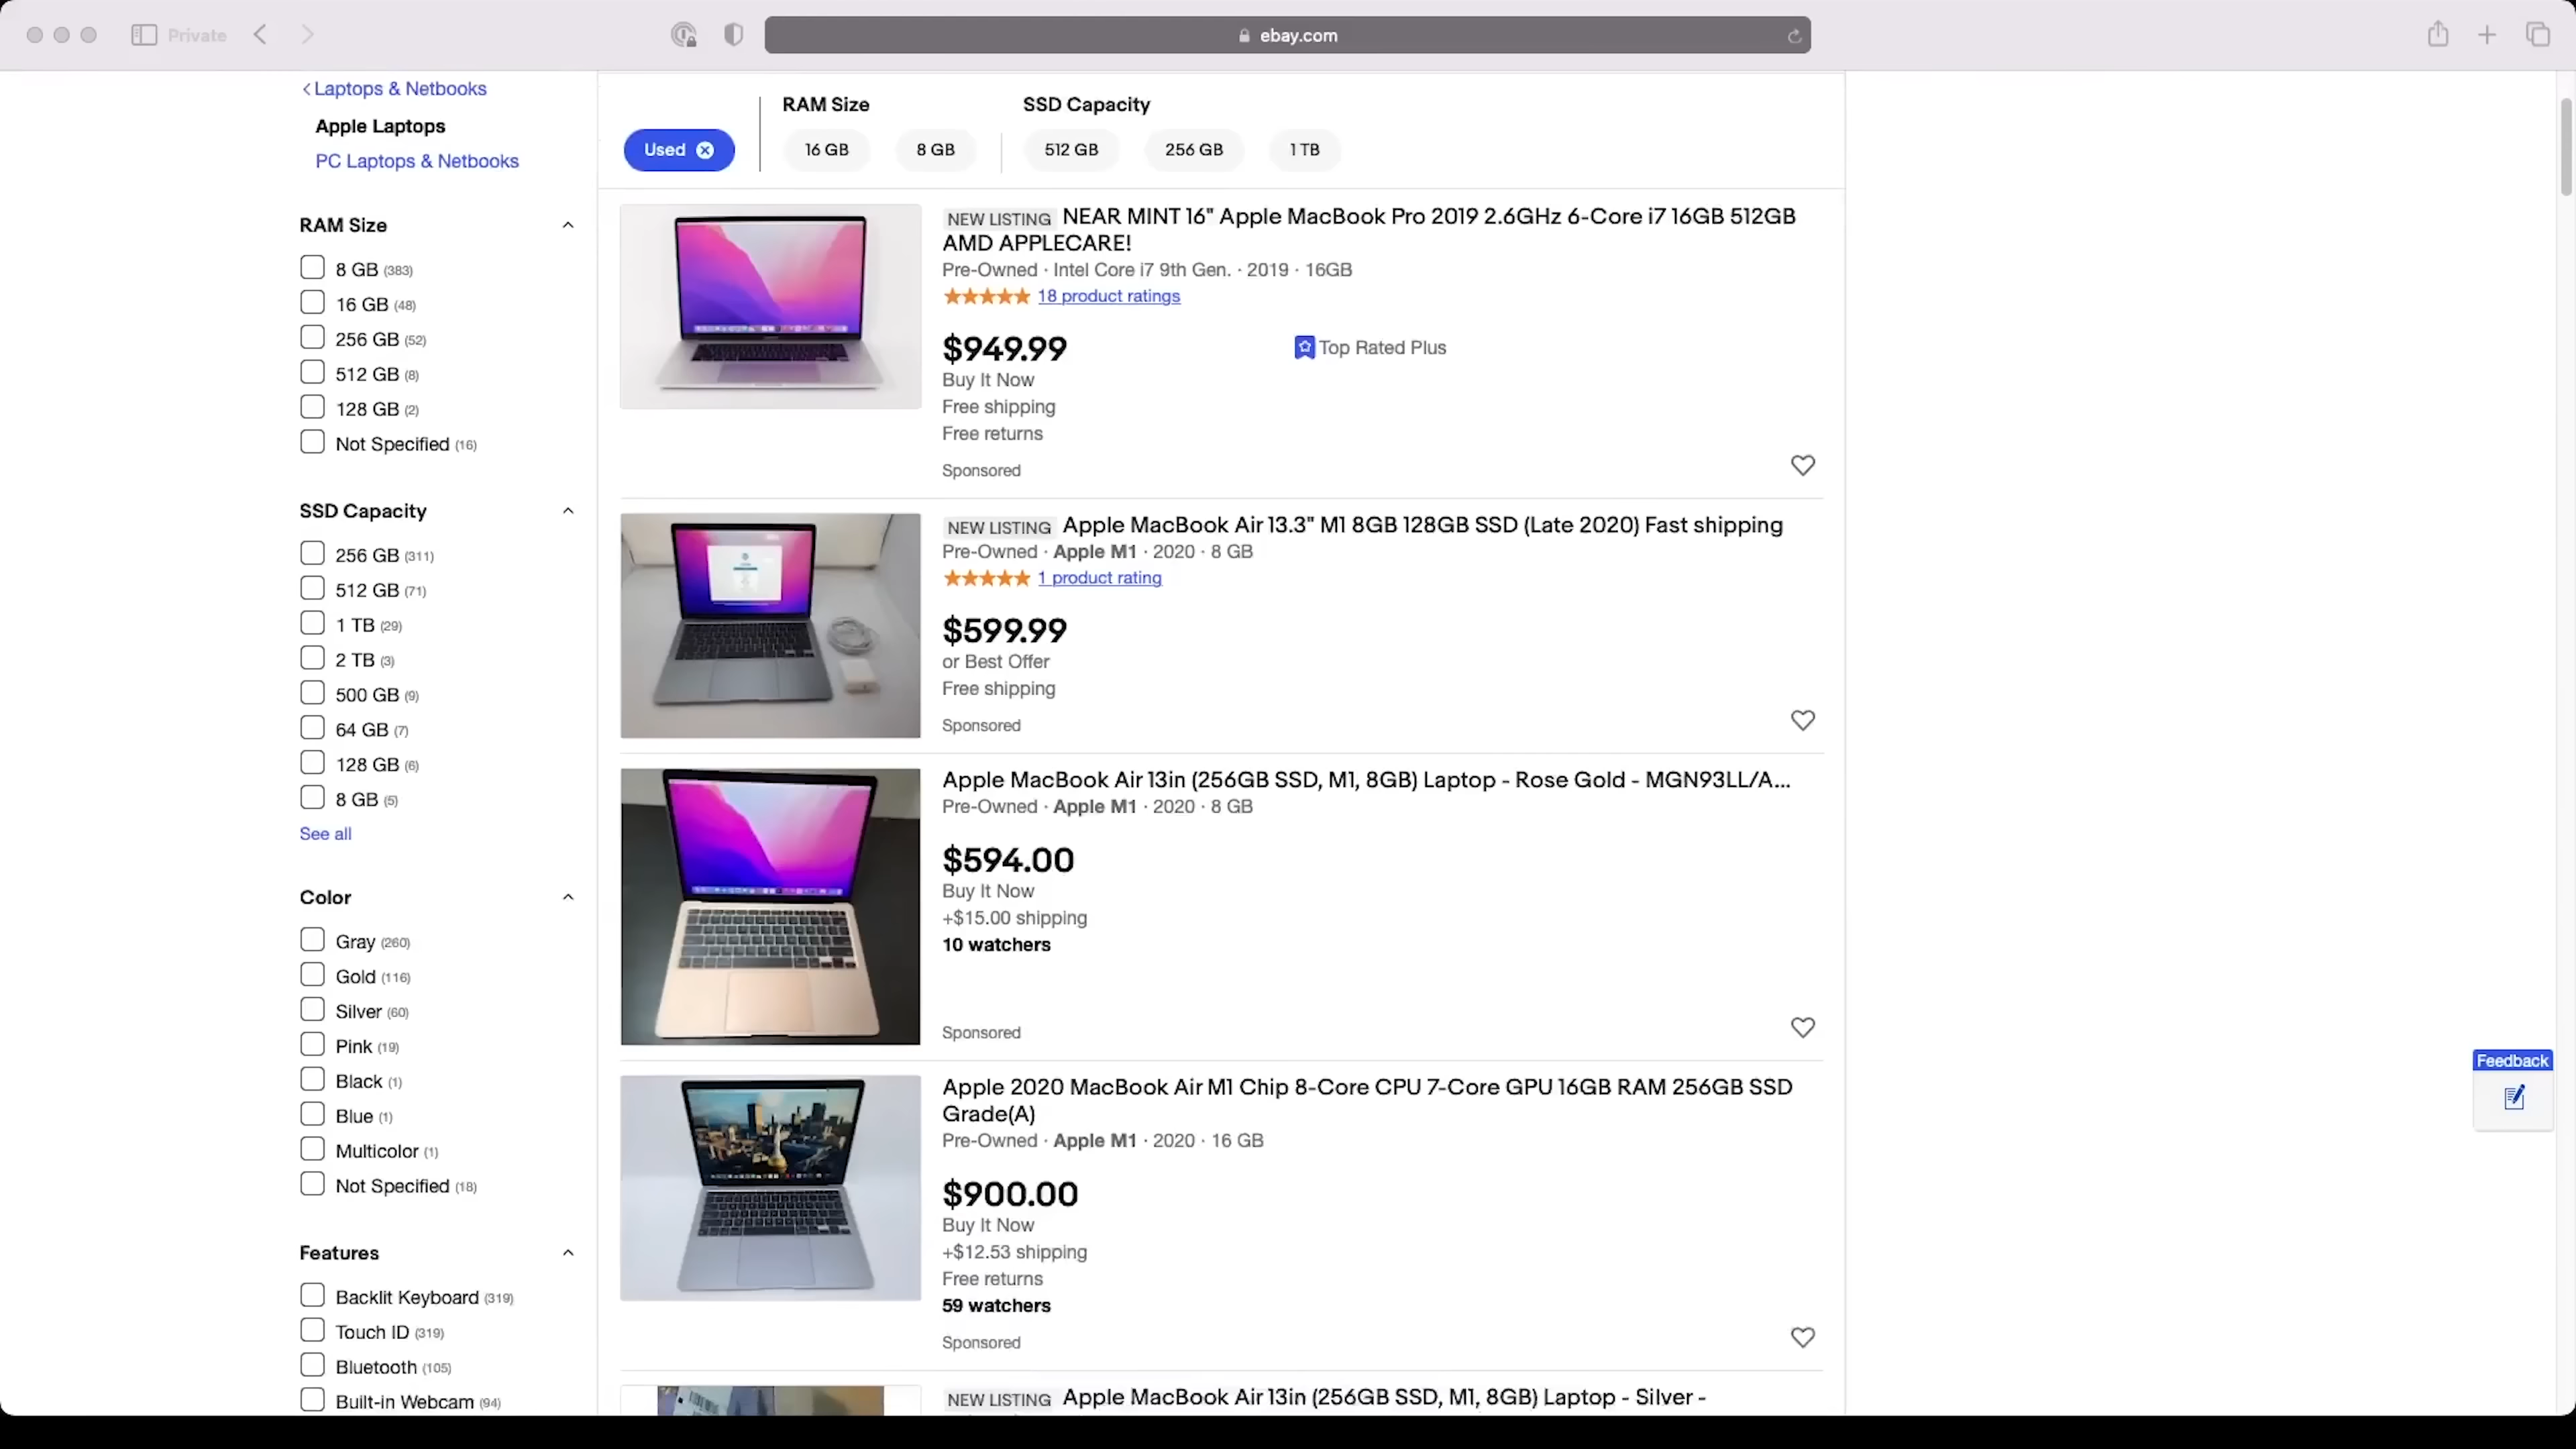 Private
ebay.com
Laptops & Netbooks
Apple Laptops
PC Laptops & Netbooks
RAM Size
8 GB (383)
16 GB (48)
256 GB (52)
512 GB (8)
128 GB (2)
Not Specified (16)
SSD Capacity
256 GB (311)
512 GB (71)
1 TB (29)
2 TB (3)
500 GB (9)
64 GB (7)
128 GB (6)
8 GB (5)
See all
Color
Gray (260)
Gold (116)
Silver (60)
Pink (19)
Black (1)
Blue (1)
Multicolor (1)
Not Specified (18)
Features
Backlit Keyboard (319)
Touch ID (319)
Bluetooth (105)
Built-in Webcam (94)
RAM Size SSD Capacity
Used 16 GB 8 GB 512 GB 256 GB 1 TB
NEW LISTING NEAR MINT 16" Apple MacBook Pro 2019 2.6GHz 6-Core i7 16GB 512GB
AMD APPLECARE!
Pre-Owned · Intel Core i7 9th Gen. · 2019 · 16GB
18 product ratings
$949.99 Top Rated Plus
Buy It Now
Free shipping
Free returns
Sponsored
NEW LISTING Apple MacBook Air 13.3" M1 8GB 128GB SSD (Late 2020) Fast shipping
Pre-Owned · Apple M1 · 2020 · 8 GB
1 product rating
$599.99
or Best Offer
Free shipping
Sponsored
Apple MacBook Air 13in (256GB SSD, M1, 8GB) Laptop - Rose Gold - MGN93LL/A...
Pre-Owned · Apple M1 · 2020 · 8 GB
$594.00
Buy It Now
+$15.00 shipping
10 watchers
Sponsored
Apple 2020 MacBook Air M1 Chip 8-Core CPU 7-Core GPU 16GB RAM 256GB SSD
Grade(A)
Pre-Owned · Apple M1 · 2020 · 16 GB
$900.00
Buy It Now
+$12.53 shipping
Free returns
59 watchers
Sponsored
NEW LISTING Apple MacBook Air 13in (256GB SSD, M1, 8GB) Laptop - Silver -
Feedback